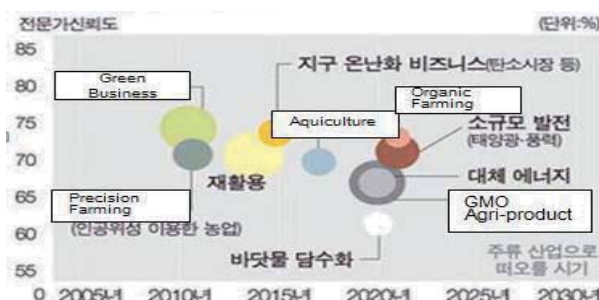 전문가신뢰도
(단위:%)
85
80
75
70
65
60
55
Green
Business
지구 온난화 비즈니스(탄소시장 등)
Organic
Farming
Aquiculture
소규모 발전
(태양광·풍력)
재활용
대체 에너지
Precision
Farming
(인공위성 이용한 농업)
GMO
Agri-product
바닷물 담수화
주류 산업으로
떠오를 시기
0 2005년 2010년 2015년 2020년 2025년 2030년